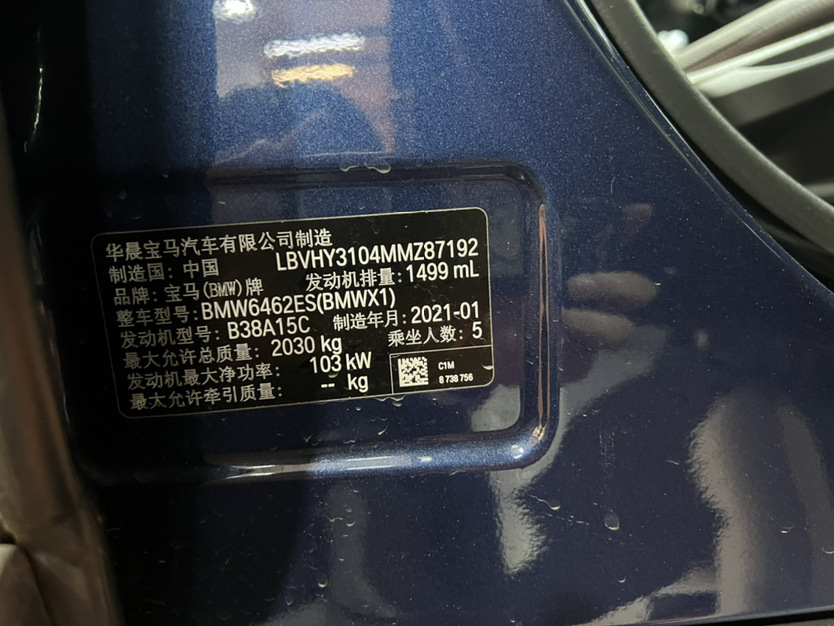 华晨宝马汽车有限公司制造
制造国：中国 LBVHY3104MMZ87192
品牌：宝马(BMW)牌 发动机排量：1499 mL
整车型号：BMW6462ES(BMWX1)
发动机型号：B38A15C 制造年月：2021-01
最大允许总质量：2030 kg 乘坐人数：5
发动机最大净功率：103 kW
最大允许牵引质量：-- kg
C1M
8 738 756